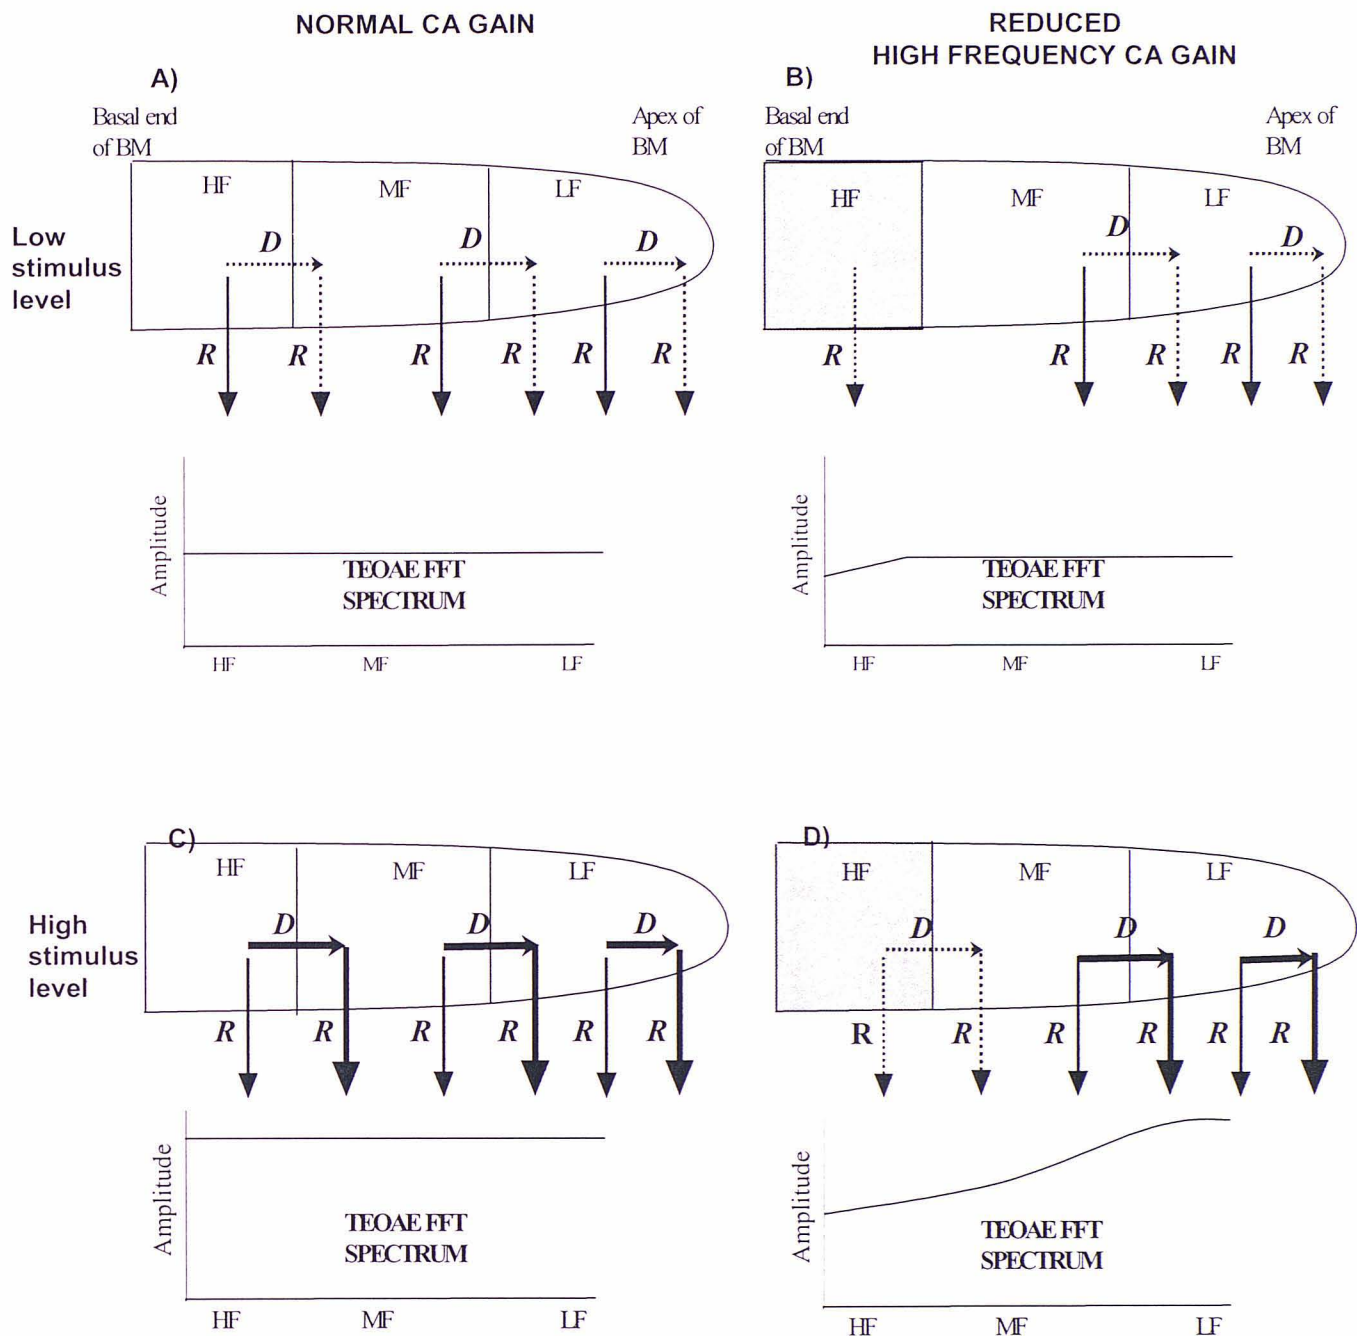 NORMAL CA GAIN
REDUCED
HIGH FREQUENCY CA GAIN
A)
Basal end
of BM
Apex of
BM
HF
MF
LF
Low
stimulus
level
D
D
D
R
R
R
R
R
R
B)
Basal end
of BM
Apex of
BM
HF
MF
LF
D
D
R
R
R
R
R
Amplitude
TEOAE FFT
SPECTRUM
HF
MF
LF
Amplitude
TEOAE FFT
SPECTRUM
HF
MF
LF
C)
HF
MF
LF
High
stimulus
level
D
D
D
R
R
R
R
R
R
D)
HF
MF
LF
D
D
D
R
R
R
R
R
R
Amplitude
TEOAE FFT
SPECTRUM
HF
MF
LF
Amplitude
TEOAE FFT
SPECTRUM
HF
MF
LF